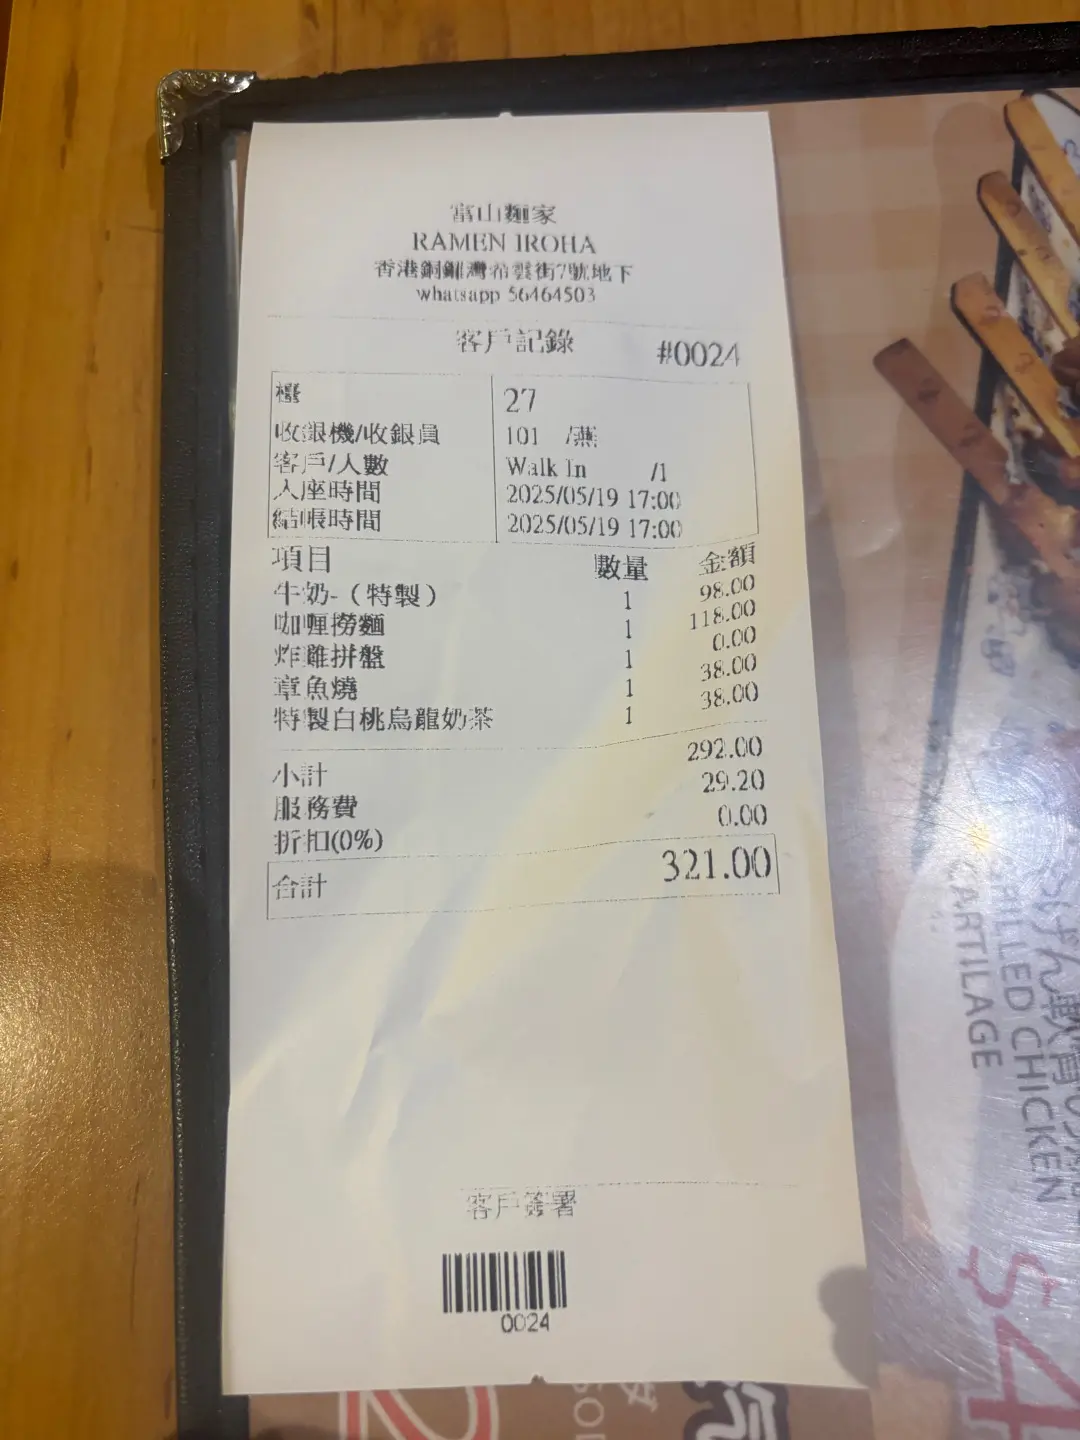 富山麵家
RAMEN IROHA
香港銅鑼灣希雲街7號地下
whatsapp 56464503
客戶記錄 #0024
檯 27
收銀機/收銀員 101 /燕
客戶/人數 Walk In /1
入座時間 2025/05/19 17:00
結帳時間 2025/05/19 17:00
項目 數量 金額
牛奶-（特製） 1 98.00
咖喱撈麵 1 118.00
炸雞拼盤 1 0.00
章魚燒 1 38.00
特製白桃烏龍奶茶 1 38.00
小計 292.00
服務費 29.20
折扣(0%) 0.00
合計 321.00
客戶簽署
0024
軟骨
LLED CHICKEN
CARTILAGE
$4